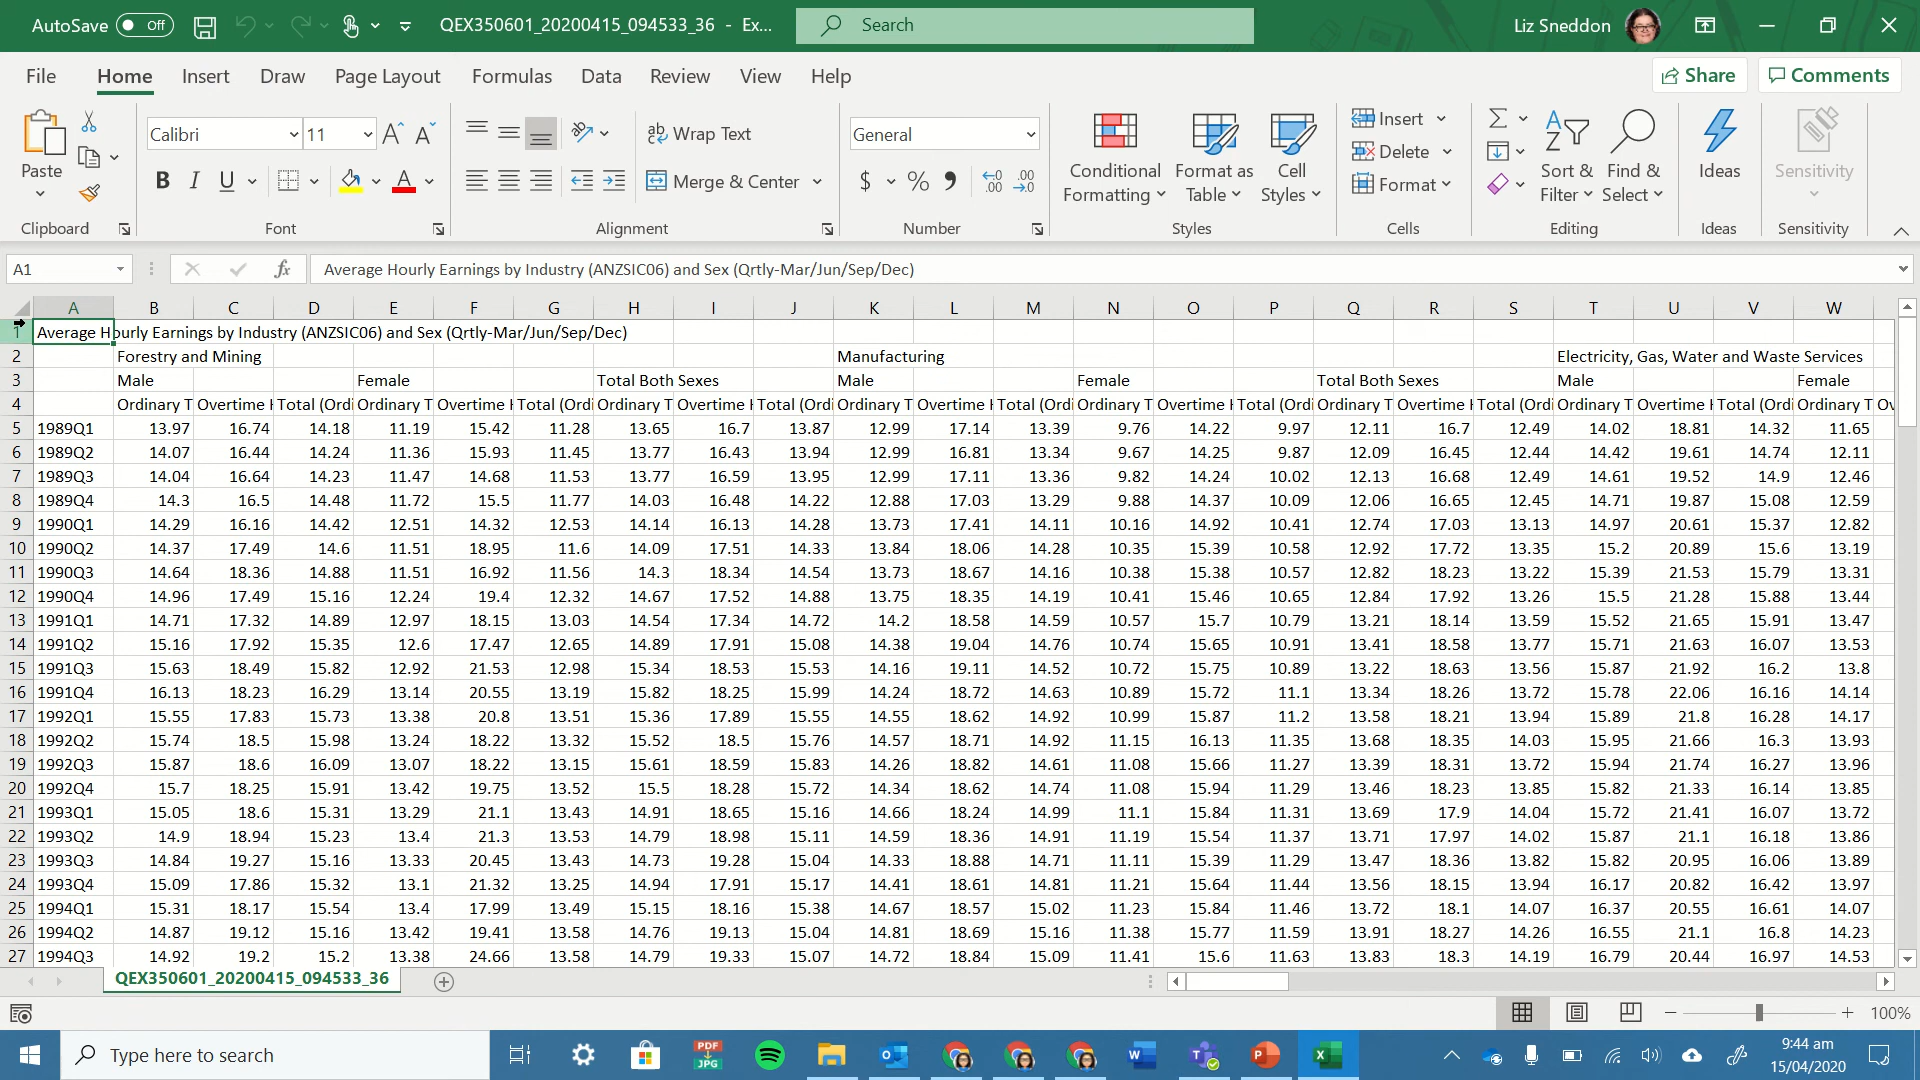 AutoSave Off QEX350601_20200415_094533_36 - Ex... Search Liz Sneddon
File Home Insert Draw Page Layout Formulas Data Review View Help Share Comments
Calibri 11 A A Wrap Text General Insert
Paste Conditional Formatting Format as Table Cell Styles Delete Sort & Filter Find & Select Ideas Sensitivity
B I U A Merge & Center $ % Format
Clipboard Font Alignment Number Styles Cells Editing Ideas Sensitivity
A1 fx Average Hourly Earnings by Industry (ANZSIC06) and Sex (Qrtly-Mar/Jun/Sep/Dec)
A B C D E F G H I J K L M N O P Q R S T U V W
1 Average Hourly Earnings by Industry (ANZSIC06) and Sex (Qrtly-Mar/Jun/Sep/Dec)
2 Forestry and Mining Manufacturing Electricity, Gas, Water and Waste Services
3 Male Female Total Both Sexes Male Female Total Both Sexes Male Female
4 Ordinary T Overtime H Total (Ordi Ordinary T Overtime H Total (Ordi Ordinary T Overtime H Total (Ordi Ordinary T Overtime H Total (Ordi Ordinary T Overtime H Total (Ordi Ordinary T Overtime H Total (Ordi Ordinary T Overtime H Total (Ordi Ordinary T Ov
5 1989Q1 13.97 16.74 14.18 11.19 15.42 11.28 13.65 16.7 13.87 12.99 17.14 13.39 9.76 14.22 9.97 12.11 16.7 12.49 14.02 18.81 14.32 11.65
6 1989Q2 14.07 16.44 14.24 11.36 15.93 11.45 13.77 16.43 13.94 12.99 16.81 13.34 9.67 14.25 9.87 12.09 16.45 12.44 14.42 19.61 14.74 12.11
7 1989Q3 14.04 16.64 14.23 11.47 14.68 11.53 13.77 16.59 13.95 12.99 17.11 13.36 9.82 14.24 10.02 12.13 16.68 12.49 14.61 19.52 14.9 12.46
8 1989Q4 14.3 16.5 14.48 11.72 15.5 11.77 14.03 16.48 14.22 12.88 17.03 13.29 9.88 14.37 10.09 12.06 16.65 12.45 14.71 19.87 15.08 12.59
9 1990Q1 14.29 16.16 14.42 12.51 14.32 12.53 14.14 16.13 14.28 13.73 17.41 14.11 10.16 14.92 10.41 12.74 17.03 13.13 14.97 20.61 15.37 12.82
10 1990Q2 14.37 17.49 14.6 11.51 18.95 11.6 14.09 17.51 14.33 13.84 18.06 14.28 10.35 15.39 10.58 12.92 17.72 13.35 15.2 20.89 15.6 13.19
11 1990Q3 14.64 18.36 14.88 11.51 16.92 11.56 14.3 18.34 14.54 13.73 18.67 14.16 10.38 15.38 10.57 12.82 18.23 13.22 15.39 21.53 15.79 13.31
12 1990Q4 14.96 17.49 15.16 12.24 19.4 12.32 14.67 17.52 14.88 13.75 18.35 14.19 10.41 15.46 10.65 12.84 17.92 13.26 15.5 21.28 15.88 13.44
13 1991Q1 14.71 17.32 14.89 12.97 18.15 13.03 14.54 17.34 14.72 14.2 18.58 14.59 10.57 15.7 10.79 13.21 18.14 13.59 15.52 21.65 15.91 13.47
14 1991Q2 15.16 17.92 15.35 12.6 17.47 12.65 14.89 17.91 15.08 14.38 19.04 14.76 10.74 15.65 10.91 13.41 18.58 13.77 15.71 21.63 16.07 13.53
15 1991Q3 15.63 18.49 15.82 12.92 21.53 12.98 15.34 18.53 15.53 14.16 19.11 14.52 10.72 15.75 10.89 13.22 18.63 13.56 15.87 21.92 16.2 13.8
16 1991Q4 16.13 18.23 16.29 13.14 20.55 13.19 15.82 18.25 15.99 14.24 18.72 14.63 10.89 15.72 11.1 13.34 18.26 13.72 15.78 22.06 16.16 14.14
17 1992Q1 15.55 17.83 15.73 13.38 20.8 13.51 15.36 17.89 15.55 14.55 18.62 14.92 10.99 15.87 11.2 13.58 18.21 13.94 15.89 21.8 16.28 14.17
18 1992Q2 15.74 18.5 15.98 13.24 18.22 13.32 15.52 18.5 15.76 14.57 18.71 14.92 11.15 16.13 11.35 13.68 18.35 14.03 15.95 21.66 16.3 13.93
19 1992Q3 15.87 18.6 16.09 13.07 18.22 13.15 15.61 18.59 15.83 14.26 18.82 14.61 11.08 15.66 11.27 13.39 18.31 13.72 15.94 21.74 16.27 13.96
20 1992Q4 15.7 18.25 15.91 13.42 19.75 13.52 15.5 18.28 15.72 14.34 18.62 14.74 11.08 15.94 11.29 13.46 18.23 13.85 15.82 21.33 16.14 13.85
21 1993Q1 15.05 18.6 15.31 13.29 21.1 13.43 14.91 18.65 15.16 14.66 18.24 14.99 11.1 15.84 11.31 13.69 17.9 14.04 15.72 21.41 16.07 13.72
22 1993Q2 14.9 18.94 15.23 13.4 21.3 13.53 14.79 18.98 15.11 14.59 18.36 14.91 11.19 15.54 11.37 13.71 17.97 14.02 15.87 21.1 16.18 13.86
23 1993Q3 14.84 19.27 15.16 13.33 20.45 13.43 14.73 19.28 15.04 14.33 18.88 14.71 11.11 15.39 11.29 13.47 18.36 13.82 15.82 20.95 16.06 13.89
24 1993Q4 15.09 17.86 15.32 13.1 21.32 13.25 14.94 17.91 15.17 14.41 18.61 14.81 11.21 15.64 11.44 13.56 18.15 13.94 16.17 20.82 16.42 13.97
25 1994Q1 15.31 18.17 15.54 13.4 17.99 13.49 15.15 18.16 15.38 14.67 18.57 15.02 11.23 15.84 11.46 13.72 18.1 14.07 16.37 20.55 16.61 14.07
26 1994Q2 14.87 19.12 15.16 13.42 19.41 13.58 14.76 19.13 15.04 14.81 18.69 15.16 11.38 15.77 11.59 13.91 18.27 14.26 16.55 21.1 16.8 14.23
27 1994Q3 14.92 19.2 15.2 13.38 24.66 13.58 14.79 19.33 15.07 14.72 18.84 15.09 11.41 15.6 11.63 13.83 18.3 14.19 16.79 20.44 16.97 14.53
QEX350601_20200415_094533_36
100%
Type here to search PDF JPG 9:44 am
15/04/2020